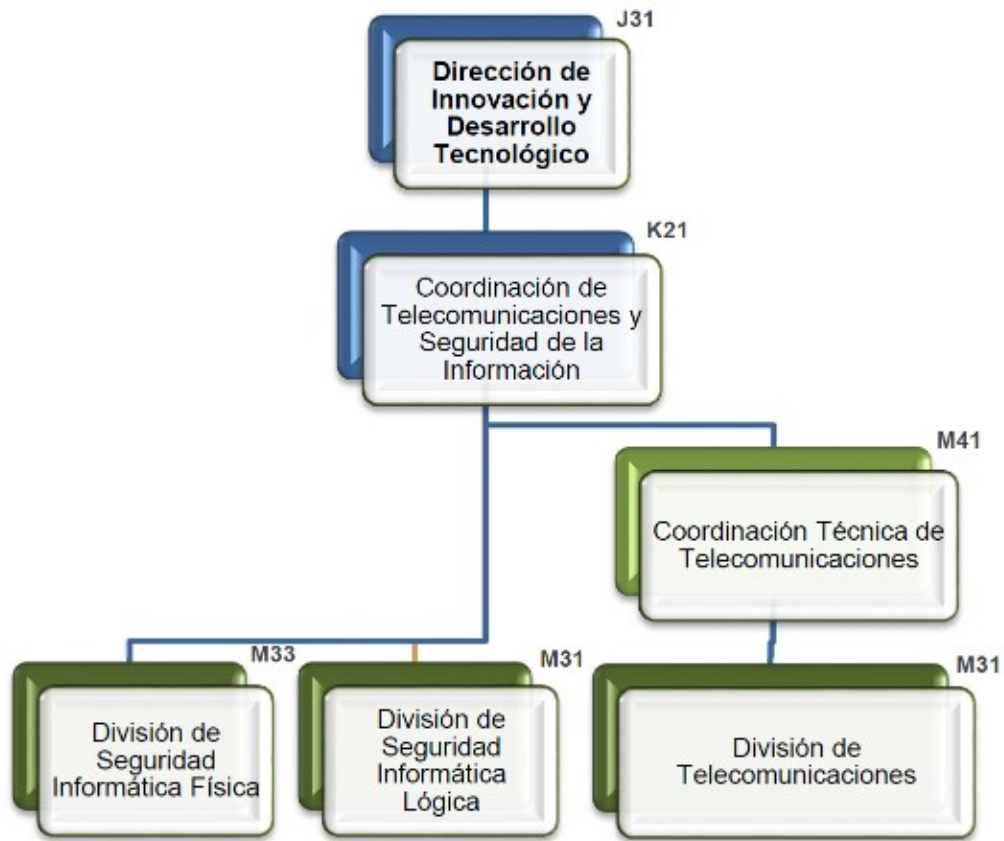 J31
Dirección de
Innovación y
Desarrollo
Tecnológico
K21
Coordinación de
Telecomunicaciones y
Seguridad de la
Información
M41
Coordinación Técnica de
Telecomunicaciones
M33
División de
Seguridad
Informática Física
M31
División de
Seguridad
Informática
Lógica
M31
División de
Telecomunicaciones